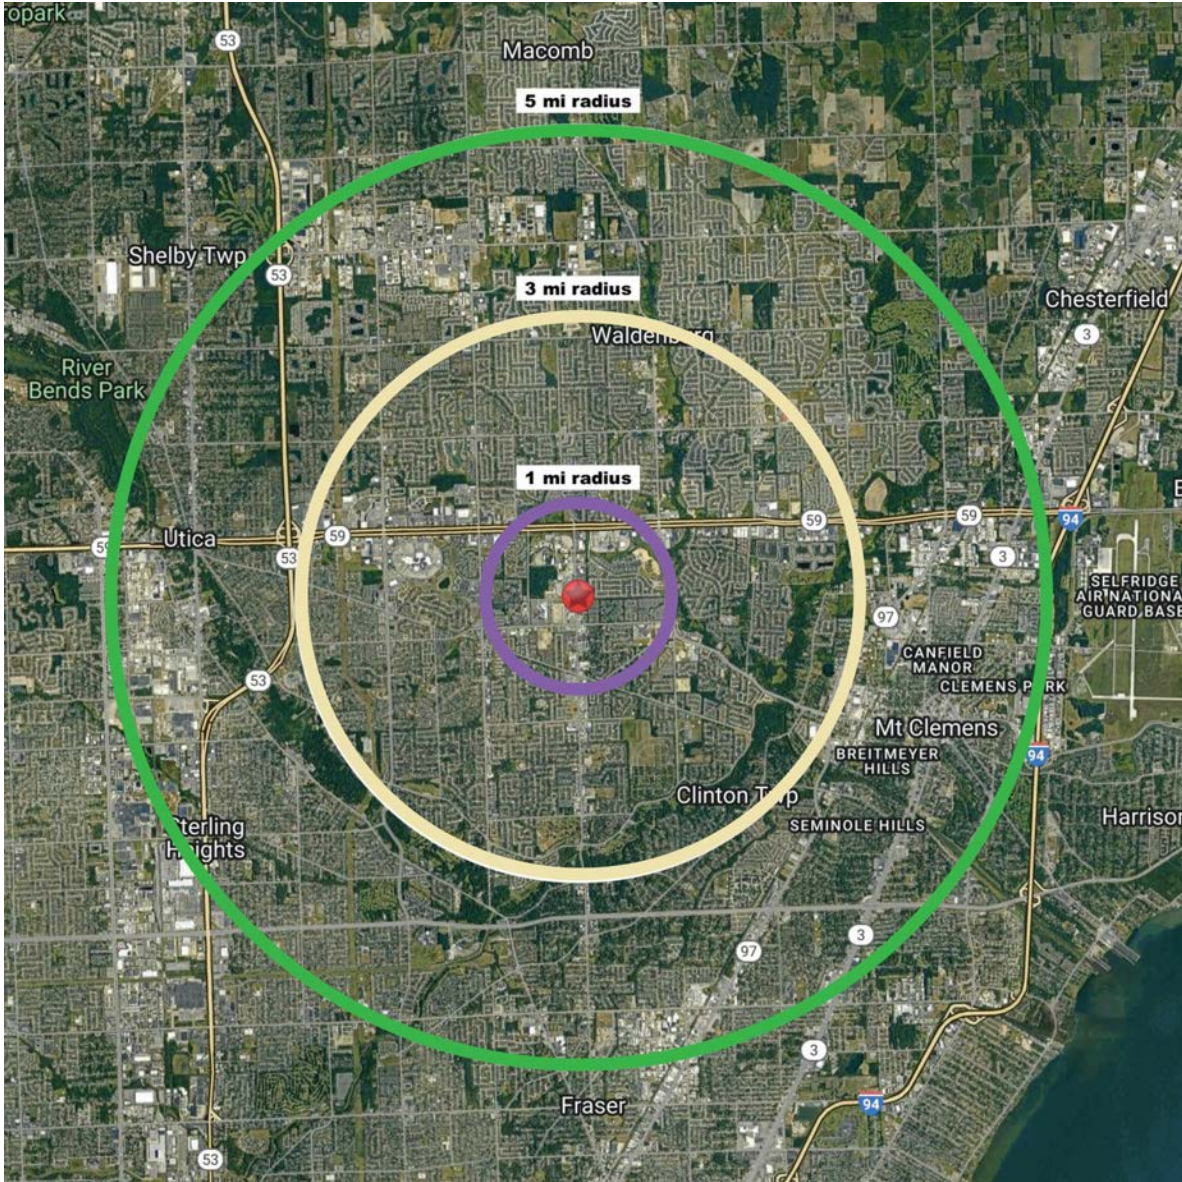 opark
53
Macomb
5 mi radius
Shelby Twp
53
3 mi radius
Chesterfield
3
Waldenburg
River
Bends Park
1 mi radius
59
59
59
94
59
Utica
53
3
SELFRIDGE
AIR NATIONA
GUARD BASE
97
CANFIELD
MANOR
CLEMENS PARK
53
Mt Clemens
BREITMEYER
HILLS
94
Clinton Twp
SEMINOLE HILLS
Harrisor
Sterling
Heights
97
3
3
Fraser
94
53